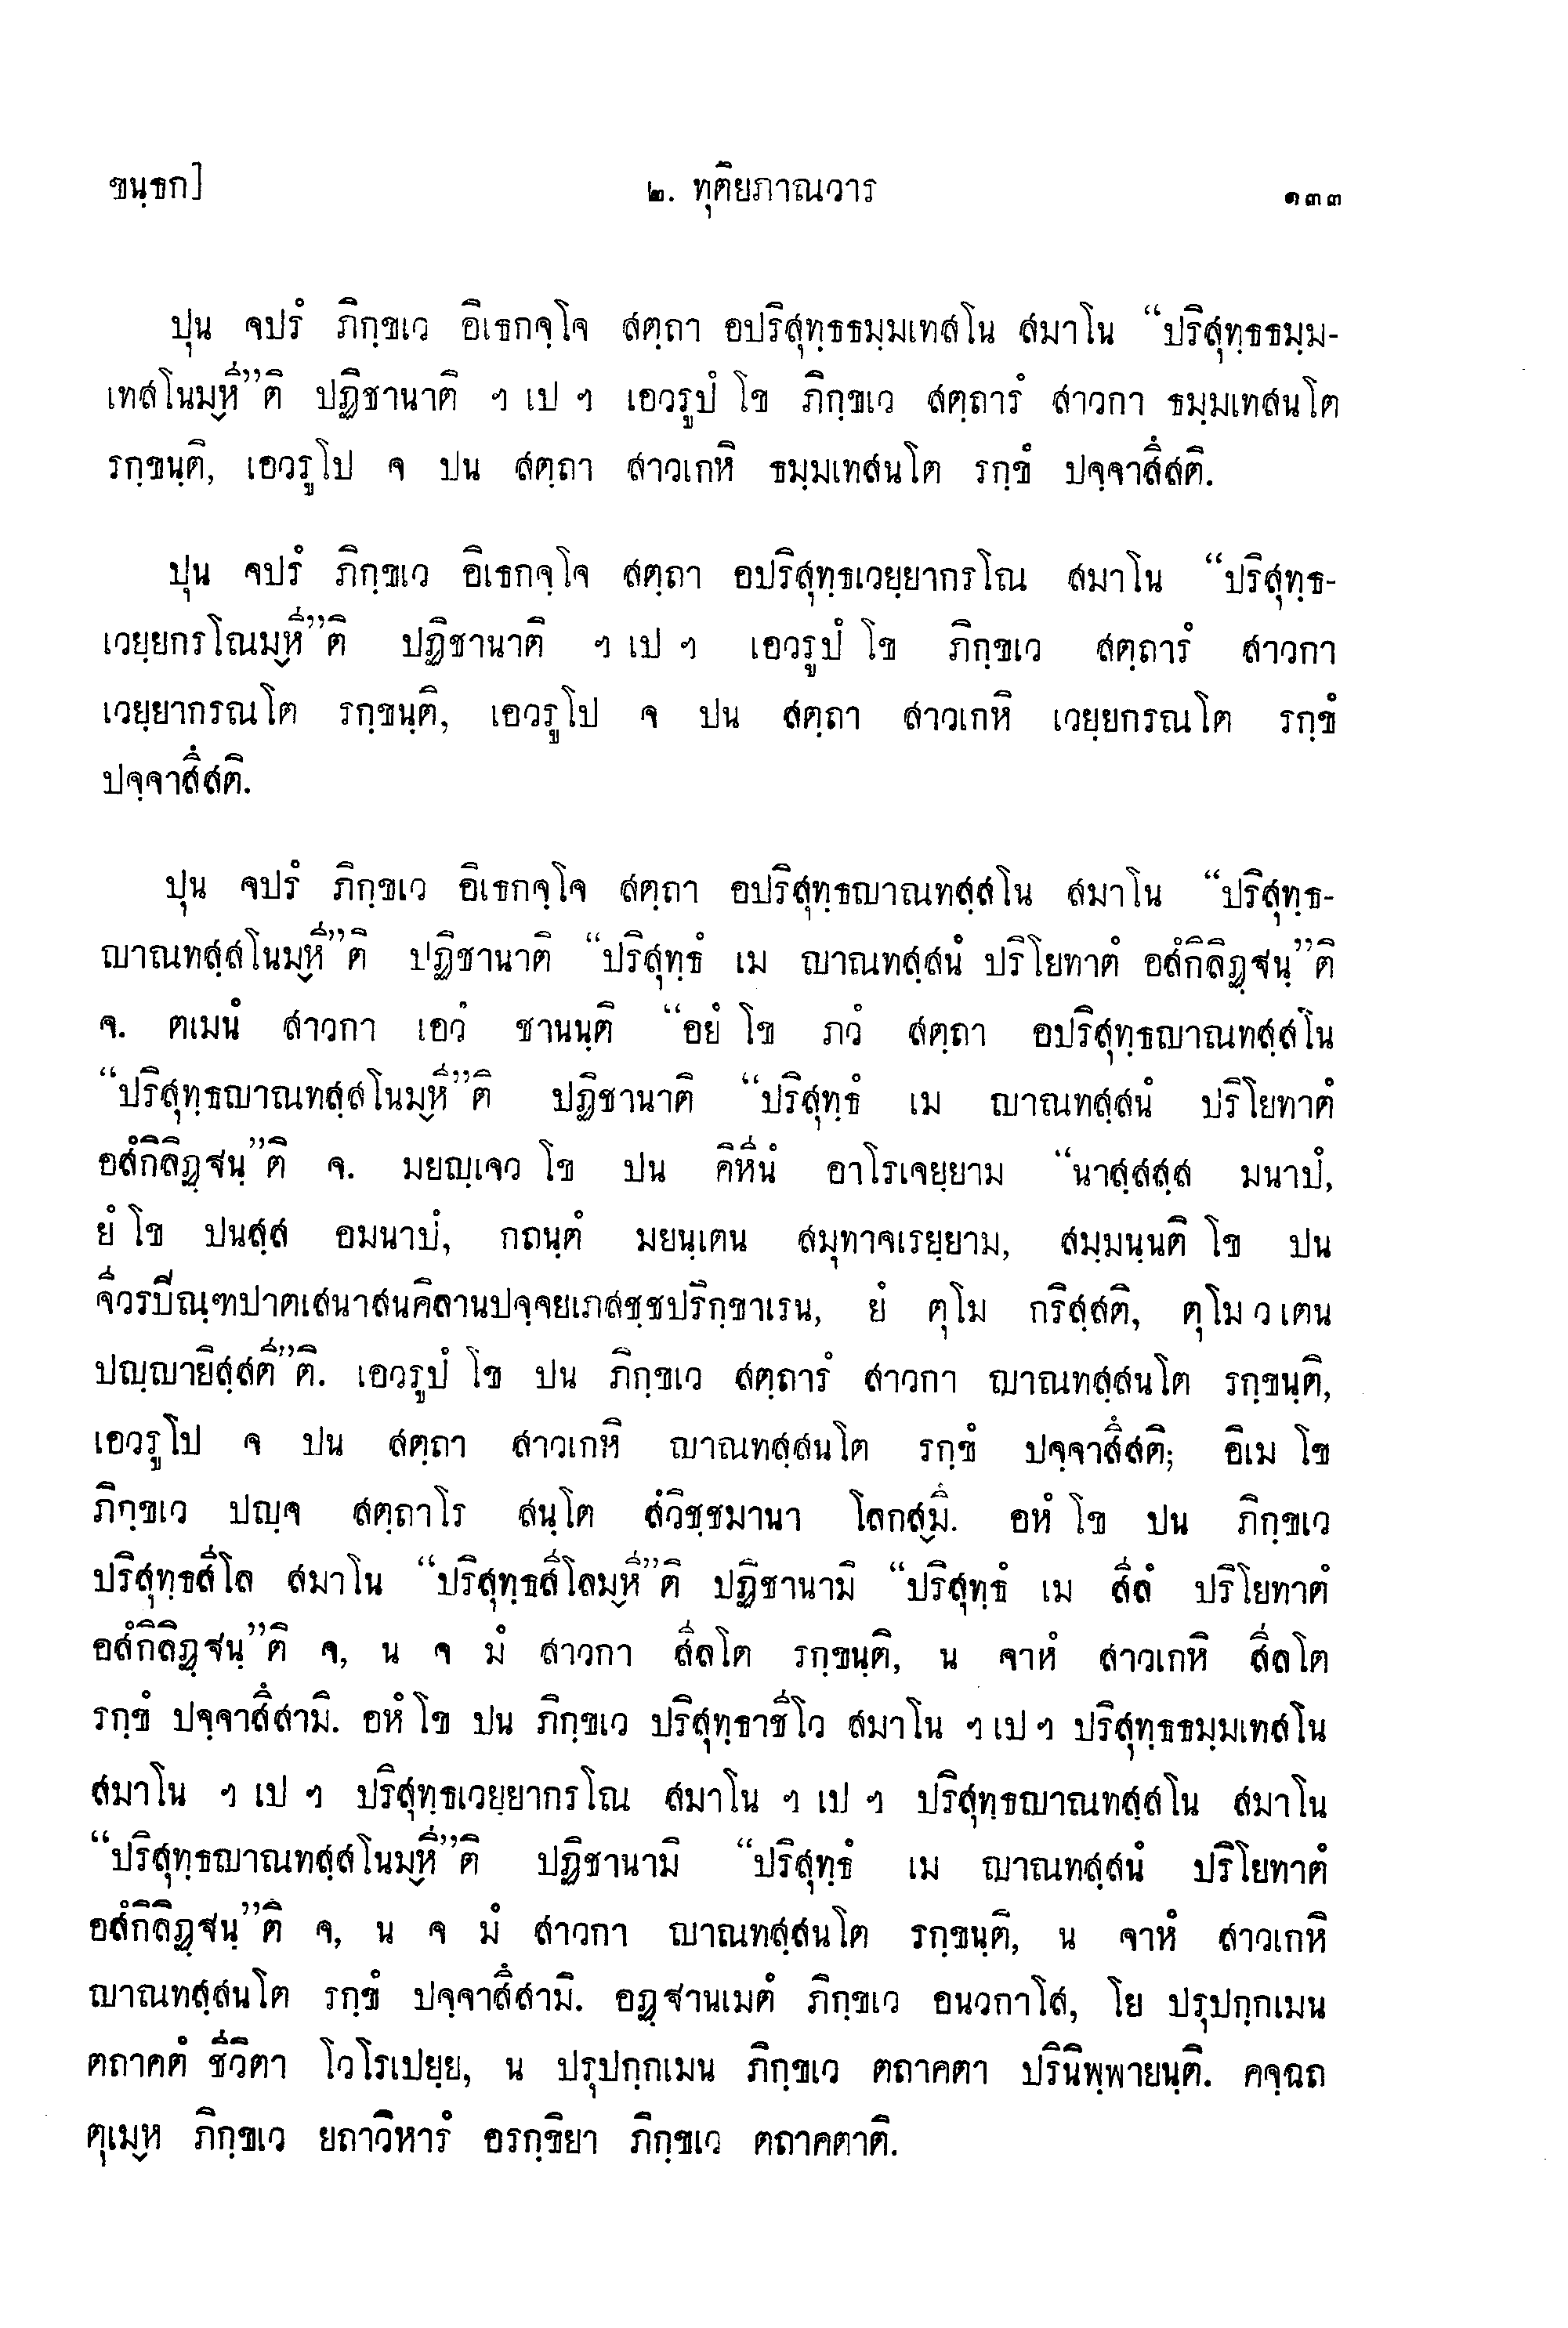 ขนฺธก]
๒. ทุติยภาณวาร
๑๓๓
ปุน จปรํ ภิกฺขเว อิเธกจฺโจ สตฺถา อปริสุทฺธธมฺมเทสโน สมาโน “ปริสุทฺธธมฺม-
เทสโนมฺหี”ติ ปฏิชานาติ ฯ เป ฯ เอวรูปํ โข ภิกฺขเว สตฺถารํ สาวกา ธมฺมเทสนโต
รกฺขนฺติ, เอวรูโป จ ปน สตฺถา สาวเกหิ ธมฺมเทสนโต รกฺขํ ปจฺจาสึสติ.
ปุน จปรํ ภิกฺขเว อิเธกจฺโจ สตฺถา อปริสุทฺธเวยฺยากรโณ สมาโน “ปริสุทฺธ-
เวยฺยกรโณมฺหี”ติ ปฏิชานาติ ฯ เป ฯ เอวรูปํ โข ภิกฺขเว สตฺถารํ สาวกา
เวยฺยากรณโต รกฺขนฺติ, เอวรูโป จ ปน สตฺถา สาวเกหิ เวยฺยกรณโต รกฺขํ
ปจฺจาสึสติ.
ปุน จปรํ ภิกฺขเว อิเธกจฺโจ สตฺถา อปริสุทฺธญาณทสฺสโน สมาโน “ปริสุทฺธ-
ญาณทสฺสโนมฺหี”ติ ปฏิชานาติ “ปริสุทฺธํ เม ญาณทสฺสนํ ปริโยทาตํ อสํกิลิฏฺฐนฺ”ติ
จ. ตเมนํ สาวกา เอวํ ชานนฺติ “อยํ โข ภวํ สตฺถา อปริสุทฺธญาณทสฺสโน
“ปริสุทฺธญาณทสฺสโนมฺหี”ติ ปฏิชานาติ “ปริสุทฺธํ เม ญาณทสฺสนํ ปริโยทาตํ
อสํกิลิฏฺฐนฺ”ติ จ. มยญฺเจว โข ปน คิหีนํ อาโรเจยฺยาม “นาสฺสสฺส มนาปํ,
ยํ โข ปนสฺส อมนาปํ, กถนฺตํ มยนฺเตน สมุทาจเรยฺยาม, สมฺมนฺนติ โข ปน
จีวรปิณฺฑปาตเสนาสนคิลานปจฺจยเภสชฺชปริกฺขาเรน, ยํ ตุโม กริสฺสติ, ตุโม ว เตน
ปญฺญายิสฺสตี”ติ. เอวรูปํ โข ปน ภิกฺขเว สตฺถารํ สาวกา ญาณทสฺสนโต รกฺขนฺติ,
เอวรูโป จ ปน สตฺถา สาวเกหิ ญาณทสฺสนโต รกฺขํ ปจฺจาสึสติ; อิเม โข
ภิกฺขเว ปญฺจ สตฺถาโร สนฺโต สํวิชฺชมานา โลกสฺมึ. อหํ โข ปน ภิกฺขเว
ปริสุทฺธสีโล สมาโน “ปริสุทฺธสีโลมฺหี”ติ ปฏิชานามิ “ปริสุทฺธํ เม สีลํ ปริโยทาตํ
อสํกิลิฏฺฐนฺ”ติ จ, น จ มํ สาวกา สีลโต รกฺขนฺติ, น จาหํ สาวเกหิ สีลโต
รกฺขํ ปจฺจาสึสามิ. อหํ โข ปน ภิกฺขเว ปริสุทฺธาชีโว สมาโน ฯ เป ฯ ปริสุทฺธธมฺมเทสโน
สมาโน ฯ เป ฯ ปริสุทฺธเวยฺยากรโณ สมาโน ฯ เป ฯ ปริสุทฺธญาณทสฺสโน สมาโน
“ปริสุทฺธญาณทสฺสโนมฺหี”ติ ปฏิชานามิ “ปริสุทฺธํ เม ญาณทสฺสนํ ปริโยทาตํ
อสํกิลิฏฺฐนฺ”ติ จ, น จ มํ สาวกา ญาณทสฺสนโต รกฺขนฺติ, น จาหํ สาวเกหิ
ญาณทสฺสนโต รกฺขํ ปจฺจาสึสามิ. อฏฺฐานเมตํ ภิกฺขเว อนวกาโส, โย ปรุปกฺกเมน
ตถาคตํ ชีวิตา โวโรเปยฺย, น ปรุปกฺกเมน ภิกฺขเว ตถาคตา ปรินิพฺพายนฺติ. คจฺฉถ
ตุเมฺห ภิกฺขเว ยถาวิหารํ อรกฺขิยา ภิกฺขเว ตถาคตาติ.